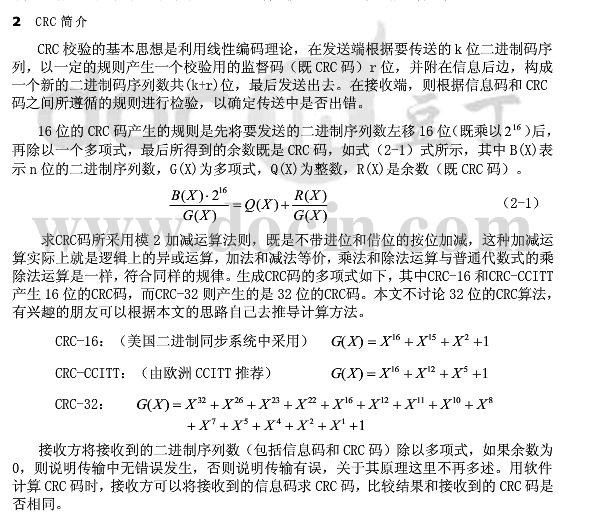 2 CRC 简介
CRC 校验的基本思想是利用线性编码理论，在发送端根据要传送的 k 位二进制码序
列，以一定的规则产生一个校验用的监督码（既 CRC 码）r 位，并附在信息后边，构成
一个新的二进制码序列数共(k+r)位，最后发送出去。在接收端，则根据信息码和 CRC
码之间所遵循的规则进行检验，以确定传送中是否出错。
16 位的 CRC 码产生的规则是先将要发送的二进制序列数左移 16 位（既乘以 2^16）后，
再除以一个多项式，最后所得到的余数既是 CRC 码，如式（2-1）式所示，其中 B(X)表
示 n 位的二进制序列数，G(X)为多项式，Q(X)为整数，R(X)是余数（既 CRC 码）。
B(X)·2^16 / G(X) = Q(X) + R(X) / G(X) （2-1）
求CRC码所采用模 2 加减运算法则，既是不带进位和借位的按位加减，这种加减运
算实际上就是逻辑上的异或运算，加法和减法等价，乘法和除法运算与普通代数式的乘
除法运算是一样，符合同样的规律。生成CRC码的多项式如下，其中CRC-16 和CRC-CCITT
产生 16 位的CRC码，而CRC-32 则产生的是 32 位的CRC码。本文不讨论 32 位的CRC算法，
有兴趣的朋友可以根据本文的思路自己去推导计算方法。
CRC-16：（美国二进制同步系统中采用） G(X) = X^16 + X^15 + X^2 +1
CRC-CCITT：（由欧洲 CCITT 推荐） G(X) = X^16 + X^12 + X^5 +1
CRC-32： G(X) = X^32 + X^26 + X^23 + X^22 + X^16 + X^12 + X^11 + X^10 + X^8
+ X^7 + X^5 + X^4 + X^2 + X^1 +1
接收方将接收到的二进制序列数（包括信息码和 CRC 码）除以多项式，如果余数为
0，则说明传输中无错误发生，否则说明传输有误，关于其原理这里不再多述。用软件
计算 CRC 码时，接收方可以将接收到的信息码求 CRC 码，比较结果和接收到的 CRC 码是
否相同。
豆丁
www.docin.com